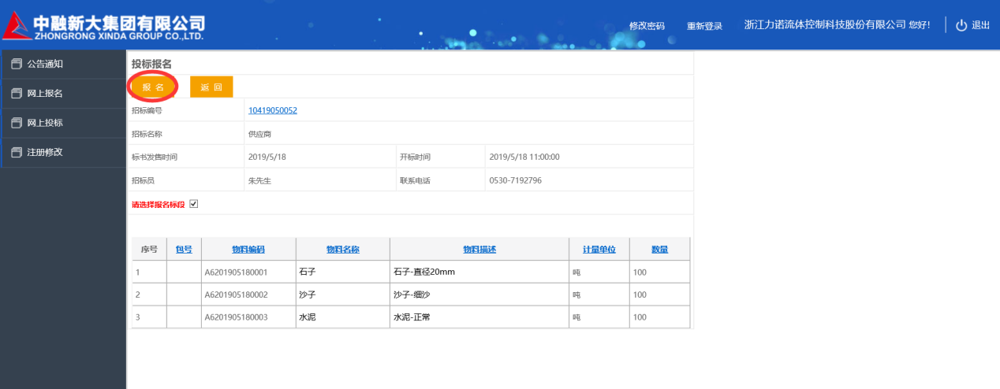 中融新大集团有限公司
ZHONGRONG XINDA GROUP CO.,LTD.
修改密码 重新登录 浙江力诺流体控制科技股份有限公司 您好! 退出
公告通知
网上报名
网上投标
注册修改
投标报名
报 名 返 回
招标编号 10419050052
招标名称 供应商
标书发售时间 2019/5/18 开标时间 2019/5/18 11:00:00
招标员 朱先生 联系电话 0530-7192796
请选择报名标段
序号 包号 物料编码 物料名称 物料描述 计量单位 数量
1 A6201905180001 石子 石子-直径20mm 吨 100
2 A6201905180002 沙子 沙子-细沙 吨 100
3 A6201905180003 水泥 水泥-正常 吨 100